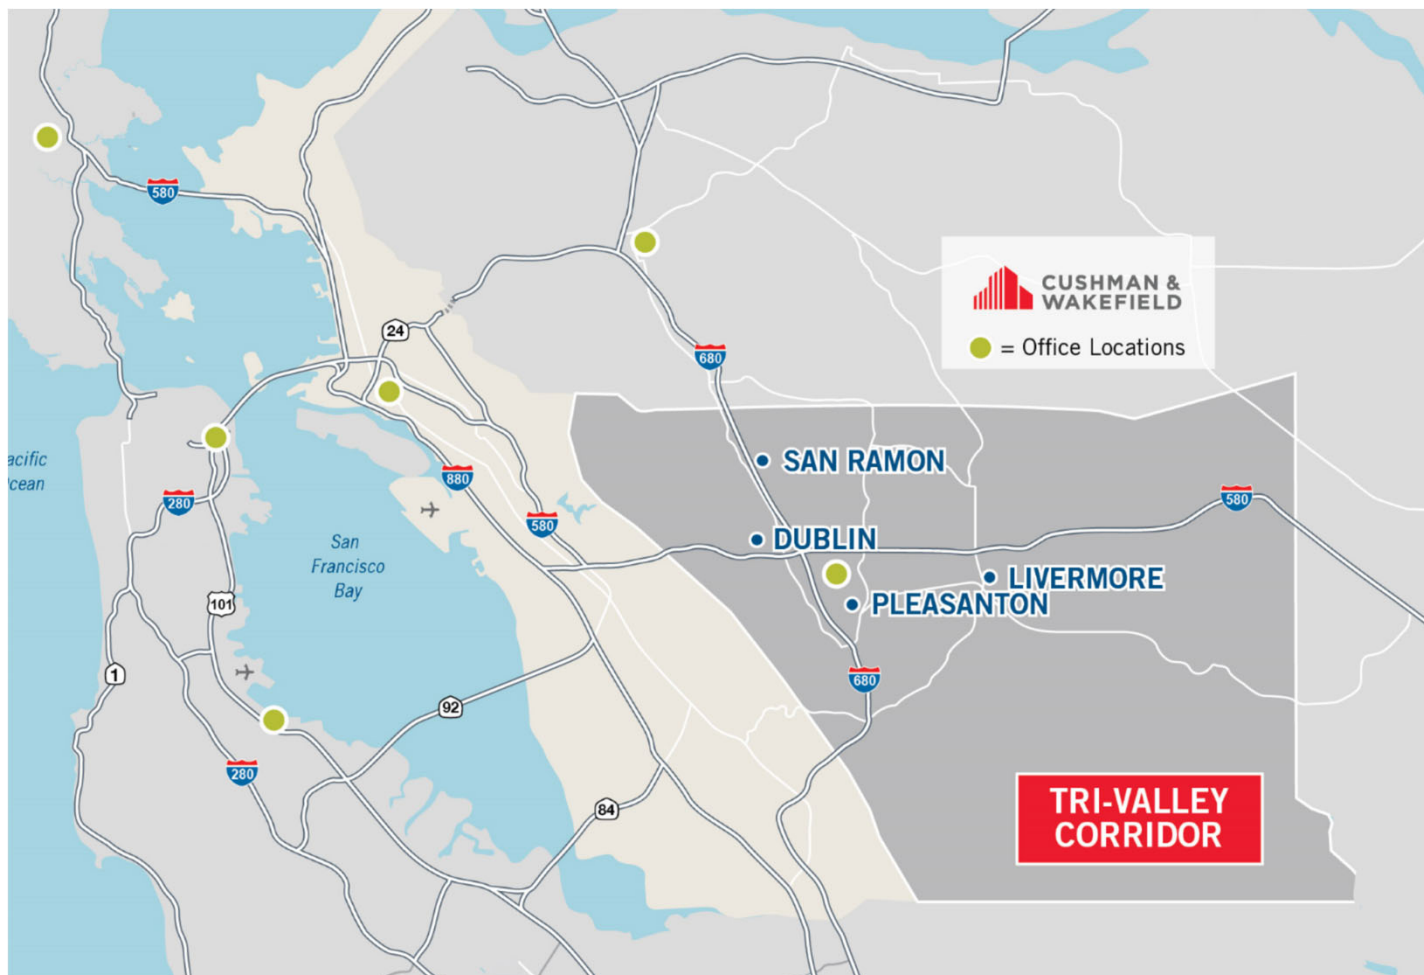 580
CUSHMAN &
WAKEFIELD
= Office Locations
24
680
acific
cean
SAN RAMON
880
280
580
580
DUBLIN
San
Francisco
Bay
LIVERMORE
PLEASANTON
101
1
680
92
280
84
TRI-VALLEY
CORRIDOR